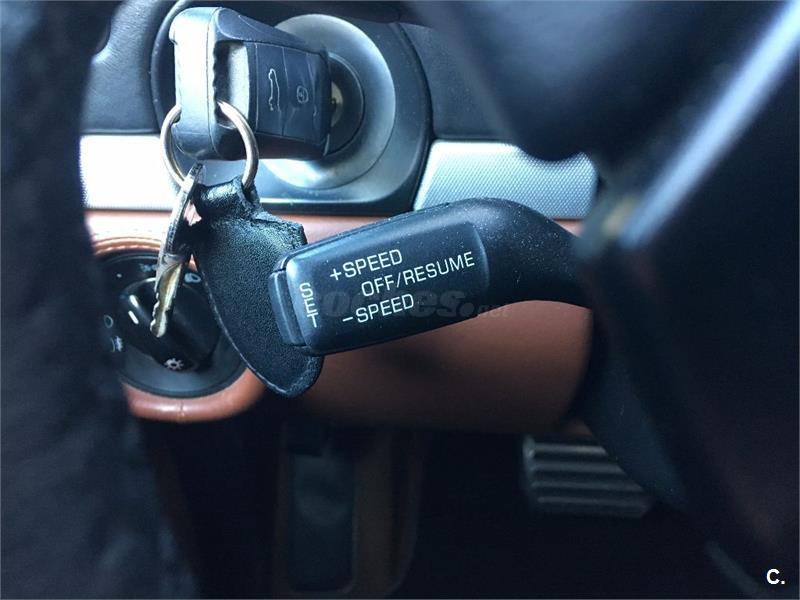 +SPEED
OFF/RESUME
−SPEED
SET
C.